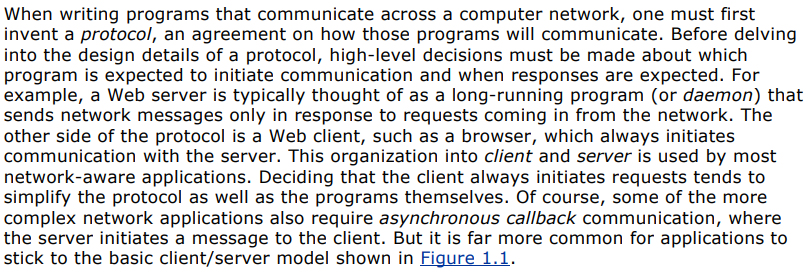 When writing programs that communicate across a computer network, one must first
invent a protocol, an agreement on how those programs will communicate. Before delving
into the design details of a protocol, high-level decisions must be made about which
program is expected to initiate communication and when responses are expected. For
example, a Web server is typically thought of as a long-running program (or daemon) that
sends network messages only in response to requests coming in from the network. The
other side of the protocol is a Web client, such as a browser, which always initiates
communication with the server. This organization into client and server is used by most
network-aware applications. Deciding that the client always initiates requests tends to
simplify the protocol as well as the programs themselves. Of course, some of the more
complex network applications also require asynchronous callback communication, where
the server initiates a message to the client. But it is far more common for applications to
stick to the basic client/server model shown in Figure 1.1.